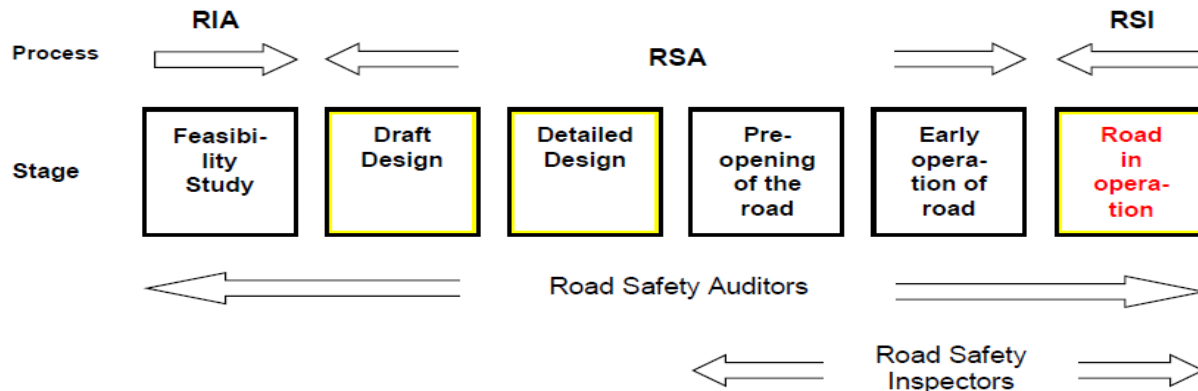 RIA
RSI
Process
RSA
Stage
Feasibi-
lity
Study
Draft
Design
Detailed
Design
Pre-
opening
of the
road
Early
opera-
tion of
road
Road
in
opera-
tion
Road Safety Auditors
Road Safety
Inspectors